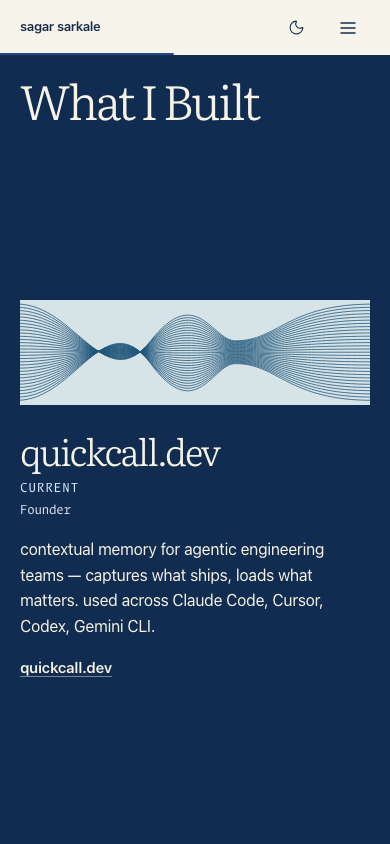 sagar sarkale
What I Built
quickcall.dev
CURRENT
Founder
contextual memory for agentic engineering
teams — captures what ships, loads what
matters. used across Claude Code, Cursor,
Codex, Gemini CLI.
quickcall.dev